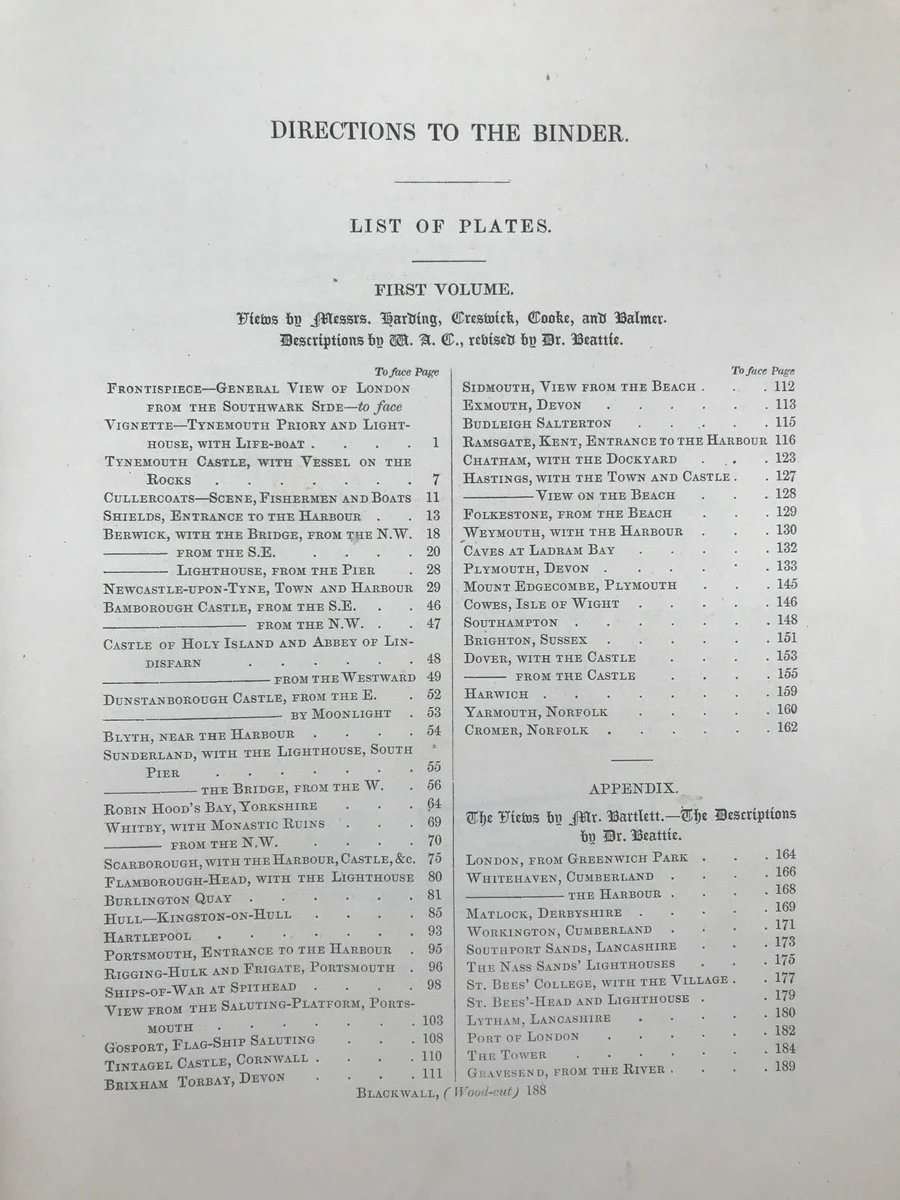 DIRECTIONS TO THE BINDER.
LIST OF PLATES.
FIRST VOLUME.
Views by Messrs. Harding, Creswick, Cooke, and Balmer.
Descriptions by W. A. C., revised by Dr. Beattie.
To face Page
FRONTISPIECE—GENERAL VIEW OF LONDON
FROM THE SOUTHWARK SIDE—to face
VIGNETTE—TYNEMOUTH PRIORY AND LIGHT-
HOUSE, WITH LIFE-BOAT . . . . 1
TYNEMOUTH CASTLE, WITH VESSEL ON THE
ROCKS . . . . . . . 7
CULLERCOATS—SCENE, FISHERMEN AND BOATS 11
SHIELDS, ENTRANCE TO THE HARBOUR . . 13
BERWICK, WITH THE BRIDGE, FROM THE N.W. 18
——— FROM THE S.E. . . . . 20
——— LIGHTHOUSE, FROM THE PIER . 28
NEWCASTLE-UPON-TYNE, TOWN AND HARBOUR 29
BAMBOROUGH CASTLE, FROM THE S.E. . . 46
——— FROM THE N.W. . . 47
CASTLE OF HOLY ISLAND AND ABBEY OF LIN-
DISFARN . . . . . . 48
——— FROM THE WESTWARD 49
DUNSTANBOROUGH CASTLE, FROM THE E. . 52
——— BY MOONLIGHT . 53
BLYTH, NEAR THE HARBOUR . . . . 54
SUNDERLAND, WITH THE LIGHTHOUSE, SOUTH
PIER . . . . . . . 55
——— THE BRIDGE, FROM THE W. . 56
ROBIN HOOD'S BAY, YORKSHIRE . . . 64
WHITBY, WITH MONASTIC RUINS . . . 69
——— FROM THE N.W. . . . . 70
SCARBOROUGH, WITH THE HARBOUR, CASTLE, &c. 75
FLAMBOROUGH-HEAD, WITH THE LIGHTHOUSE 80
BURLINGTON QUAY . . . . . . 81
HULL—KINGSTON-ON-HULL . . . . 85
HARTLEPOOL . . . . . . 93
PORTSMOUTH, ENTRANCE TO THE HARBOUR . 95
RIGGING-HULK AND FRIGATE, PORTSMOUTH . 96
SHIPS-OF-WAR AT SPITHEAD . . . . 98
VIEW FROM THE SALUTING-PLATFORM, PORTS-
MOUTH . . . . . . . 103
GOSPORT, FLAG-SHIP SALUTING . . . 108
TINTAGEL CASTLE, CORNWALL . . . . 110
BRIXHAM TORBAY, DEVON . . . . 111
To face Page
SIDMOUTH, VIEW FROM THE BEACH . . . 112
EXMOUTH, DEVON . . . . . . 113
BUDLEIGH SALTERTON . . . . . 115
RAMSGATE, KENT, ENTRANCE TO THE HARBOUR 116
CHATHAM, WITH THE DOCKYARD . . . 123
HASTINGS, WITH THE TOWN AND CASTLE . . 127
——— VIEW ON THE BEACH . . . 128
FOLKESTONE, FROM THE BEACH . . . 129
WEYMOUTH, WITH THE HARBOUR . . . 130
CAVES AT LADRAM BAY . . . . . 132
PLYMOUTH, DEVON . . . . . . 133
MOUNT EDGECOMBE, PLYMOUTH . . . 145
COWES, ISLE OF WIGHT . . . . . 146
SOUTHAMPTON . . . . . . . 148
BRIGHTON, SUSSEX . . . . . . 151
DOVER, WITH THE CASTLE . . . . 153
——— FROM THE CASTLE . . . . 155
HARWICH . . . . . . . . 159
YARMOUTH, NORFOLK . . . . . 160
CROMER, NORFOLK . . . . . . 162
APPENDIX.
The Views by Mr. Bartlett.—The Descriptions
by Dr. Beattie.
LONDON, FROM GREENWICH PARK . . . 164
WHITEHAVEN, CUMBERLAND . . . . 166
——— THE HARBOUR . . . . 168
MATLOCK, DERBYSHIRE . . . . . 169
WORKINGTON, CUMBERLAND . . . . 171
SOUTHPORT SANDS, LANCASHIRE . . . 173
THE NASS SANDS' LIGHTHOUSES . . . 175
ST. BEES' COLLEGE, WITH THE VILLAGE . . 177
ST. BEES'-HEAD AND LIGHTHOUSE . . 179
LYTHAM, LANCASHIRE . . . . . 180
PORT OF LONDON . . . . . . 182
THE TOWER . . . . . . . 184
GRAVESEND, FROM THE RIVER . . . . 189
BLACKWALL, (Wood-cut) 188